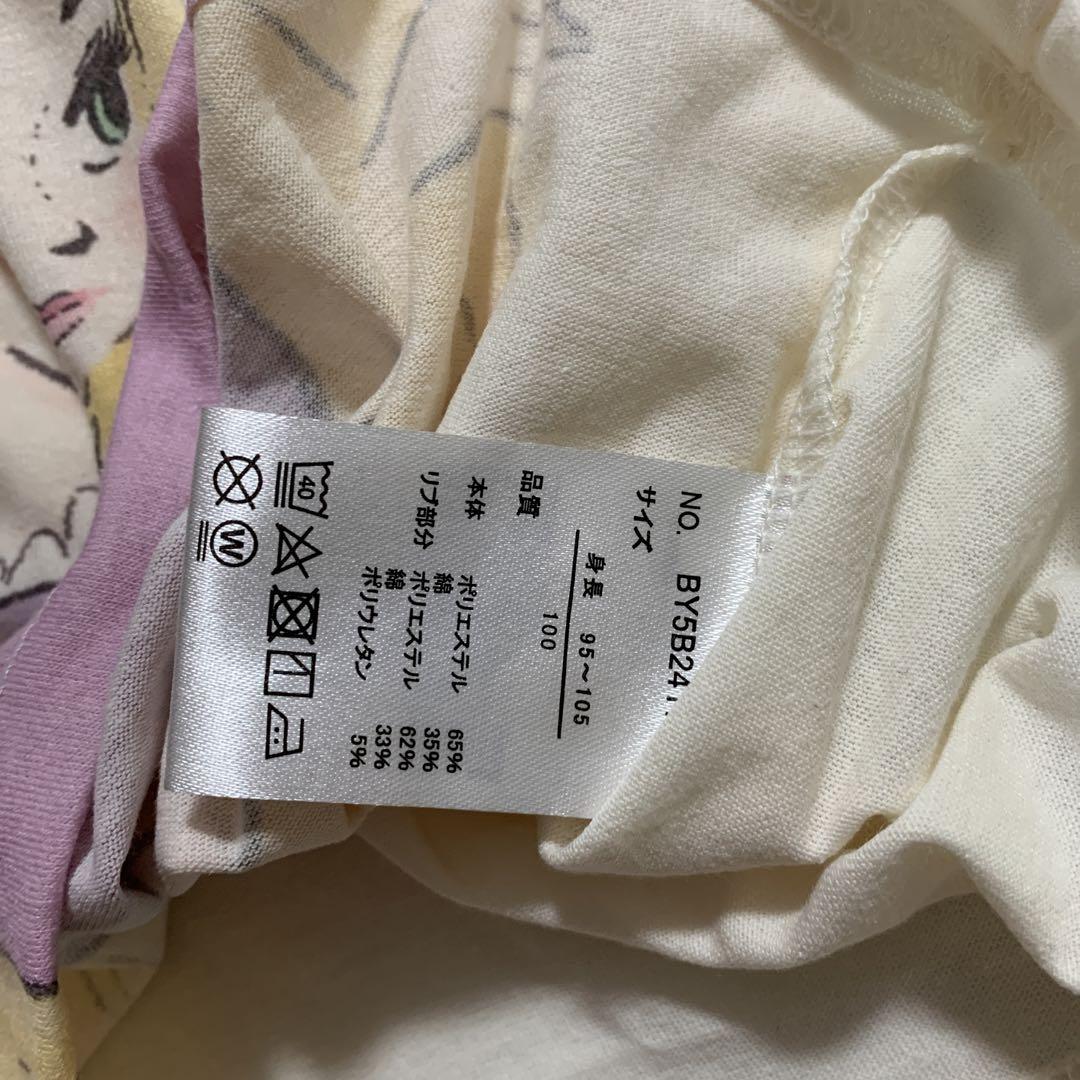 NO. BY5B24
サイズ
身長 95～105
100
品質
本体 ポリエステル 65%
綿 35%
リブ部分 ポリエステル 62%
綿 33%
ポリウレタン 5%
40
W